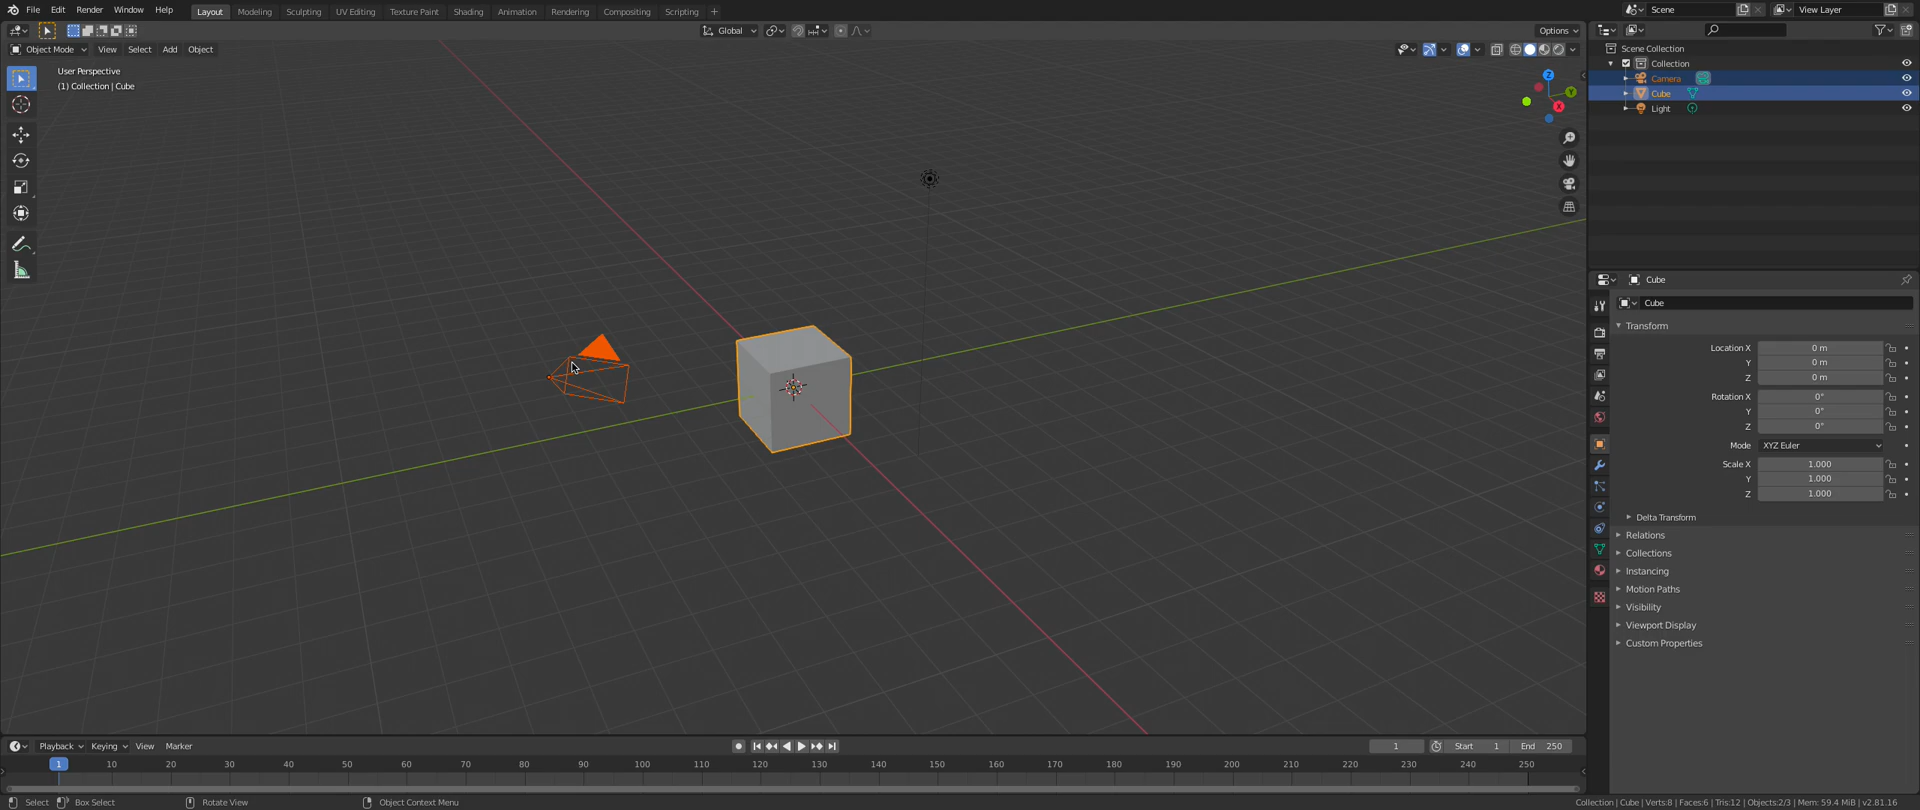 File Edit Render Window Help Layout Modeling Sculpting UV Editing Texture Paint Shading Animation Rendering Compositing Scripting + Scene View Layer
Global Options
Object Mode View Select Add Object
User Perspective
(1) Collection | Cube
Z
Y
X
Scene Collection
Collection
Camera
Cube
Light
Cube
Cube
Transform
Location X 0 m
Y 0 m
Z 0 m
Rotation X 0°
Y 0°
Z 0°
Mode XYZ Euler
Scale X 1.000
Y 1.000
Z 1.000
Delta Transform
Relations
Collections
Instancing
Motion Paths
Visibility
Viewport Display
Custom Properties
Playback Keying View Marker 1 Start 1 End 250
1 10 20 30 40 50 60 70 80 90 100 110 120 130 140 150 160 170 180 190 200 210 220 230 240 250
Select Box Select Rotate View Object Context Menu Collection | Cube | Verts:8 | Faces:6 | Tris:12 | Objects:2/3 | Mem: 59.4 MiB | v2.81.16